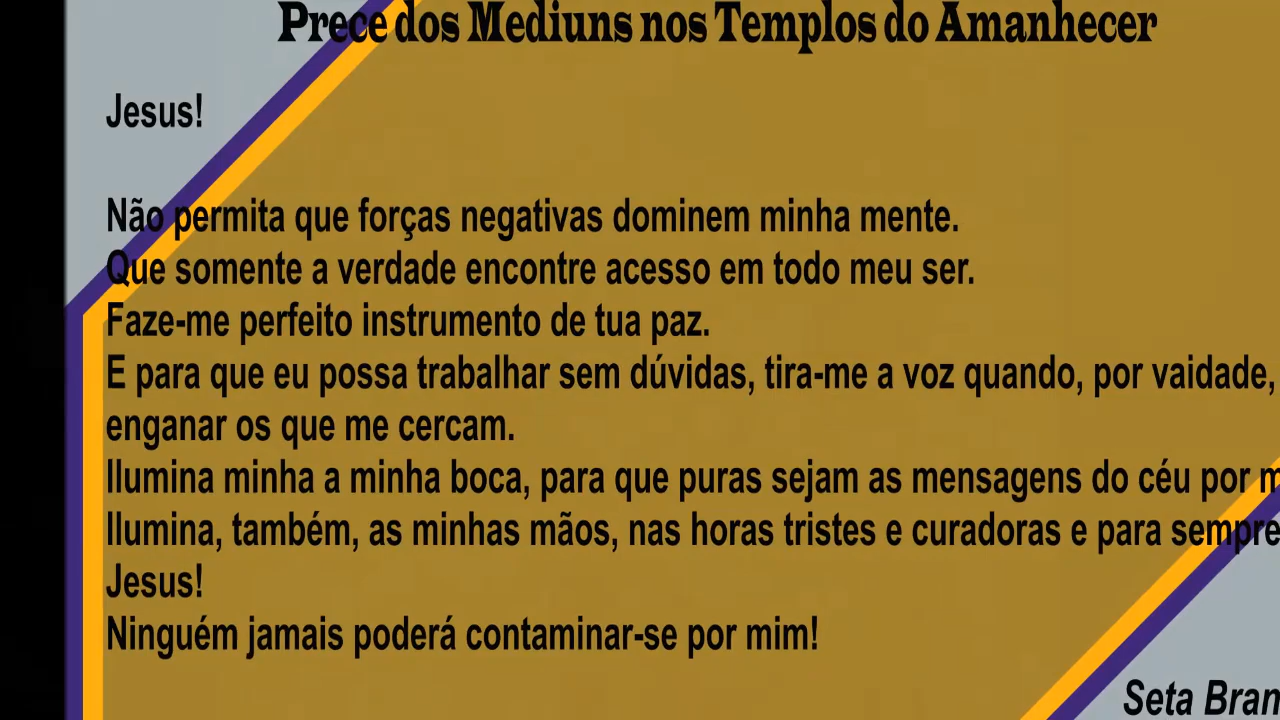 Prece dos Mediuns nos Templos do Amanhecer
Jesus!
Não permita que forças negativas dominem minha mente.
Que somente a verdade encontre acesso em todo meu ser.
Faze-me perfeito instrumento de tua paz.
E para que eu possa trabalhar sem dúvidas, tira-me a voz quando, por vaidade,
enganar os que me cercam.
Ilumina minha a minha boca, para que puras sejam as mensagens do céu por
Ilumina, também, as minhas mãos, nas horas tristes e curadoras e para sempre
Jesus!
Ninguém jamais poderá contaminar-se por mim!
Seta